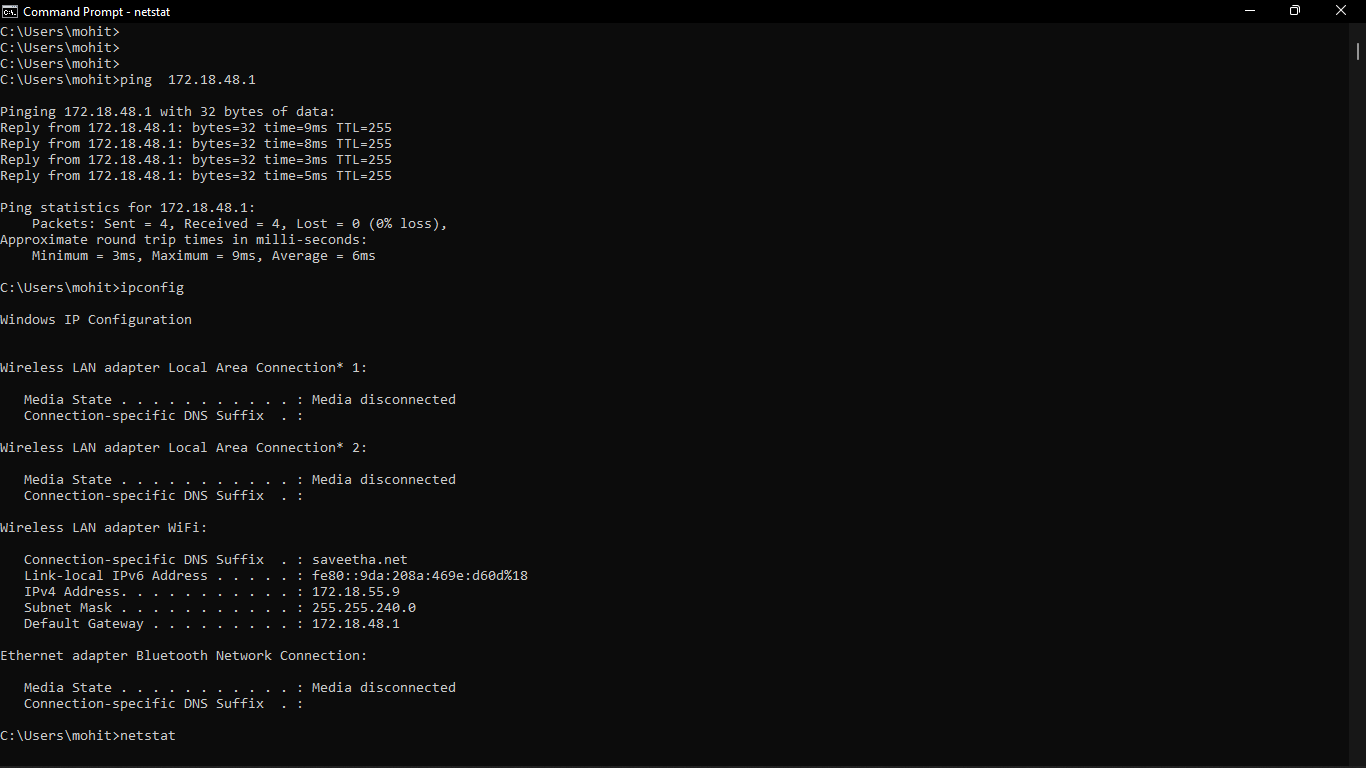 Command Prompt - netstat
C:\Users\mohit>
C:\Users\mohit>
C:\Users\mohit>
C:\Users\mohit>ping  172.18.48.1
Pinging 172.18.48.1 with 32 bytes of data:
Reply from 172.18.48.1: bytes=32 time=9ms TTL=255
Reply from 172.18.48.1: bytes=32 time=8ms TTL=255
Reply from 172.18.48.1: bytes=32 time=3ms TTL=255
Reply from 172.18.48.1: bytes=32 time=5ms TTL=255
Ping statistics for 172.18.48.1:
    Packets: Sent = 4, Received = 4, Lost = 0 (0% loss),
Approximate round trip times in milli-seconds:
    Minimum = 3ms, Maximum = 9ms, Average = 6ms
C:\Users\mohit>ipconfig
Windows IP Configuration
Wireless LAN adapter Local Area Connection* 1:
   Media State . . . . . . . . . . . : Media disconnected
   Connection-specific DNS Suffix  . :
Wireless LAN adapter Local Area Connection* 2:
   Media State . . . . . . . . . . . : Media disconnected
   Connection-specific DNS Suffix  . :
Wireless LAN adapter WiFi:
   Connection-specific DNS Suffix  . : saveetha.net
   Link-local IPv6 Address . . . . . : fe80::9da:208a:469e:d60d%18
   IPv4 Address. . . . . . . . . . . : 172.18.55.9
   Subnet Mask . . . . . . . . . . . : 255.255.240.0
   Default Gateway . . . . . . . . . : 172.18.48.1
Ethernet adapter Bluetooth Network Connection:
   Media State . . . . . . . . . . . : Media disconnected
   Connection-specific DNS Suffix  . :
C:\Users\mohit>netstat